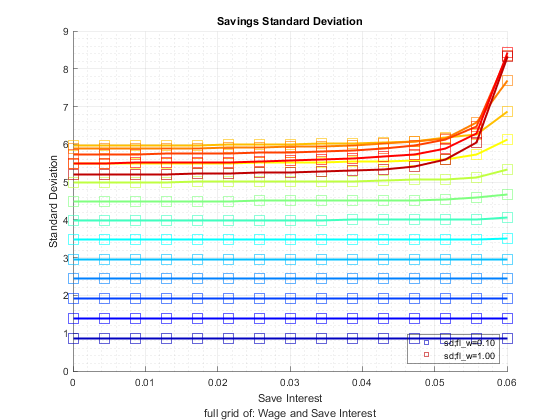 Savings Standard Deviation
9
8
7
6
5
4
3
2
1
0
Standard Deviation
0
0.01
0.02
0.03
0.04
0.05
0.06
sd;fl_w=0.10
sd;fl_w=1.00
Save Interest
full grid of: Wage and Save Interest